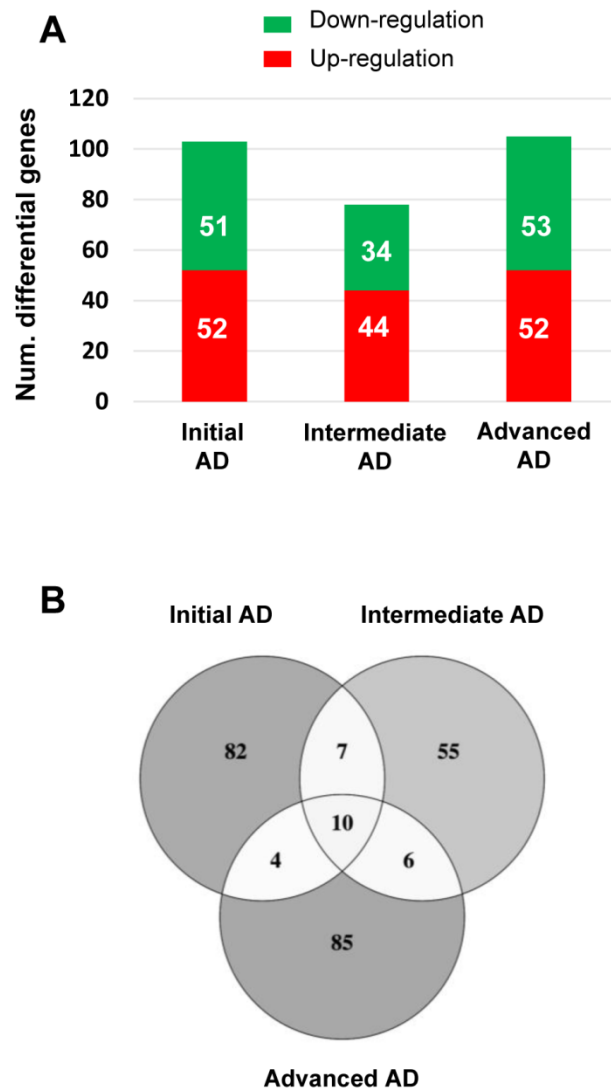 A
Down-regulation
Up-regulation
Num. differential genes
120
100
80
60
40
20
0
51
34
53
52
44
52
Initial
AD
Intermediate
AD
Advanced
AD
B
Initial AD
Intermediate AD
82
7
55
10
4
6
85
Advanced AD